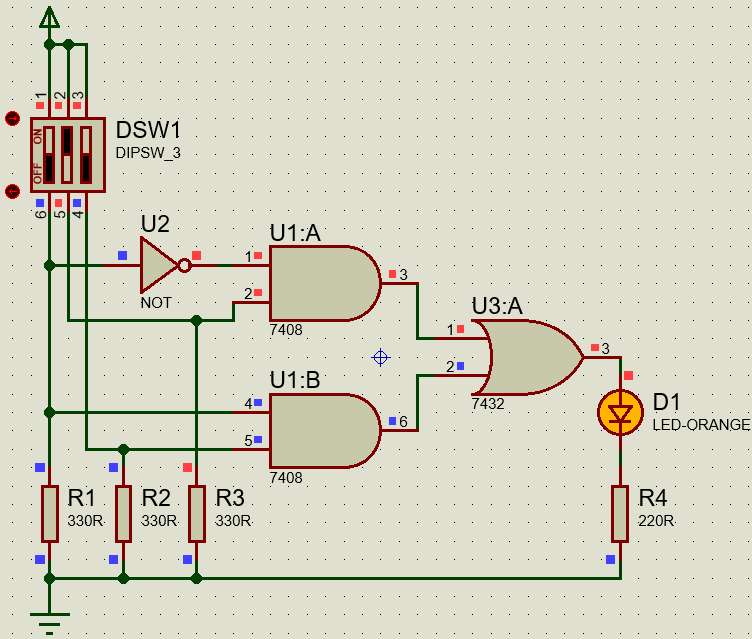 1 2 3
DSW1
DIPSW_3
ON
OFF
6 5 4
U2
NOT
U1:A
1
2
3
7408
U1:B
4
5
6
7408
U3:A
1
2
3
7432
D1
LED-ORANGE
R1
330R
R2
330R
R3
330R
R4
220R